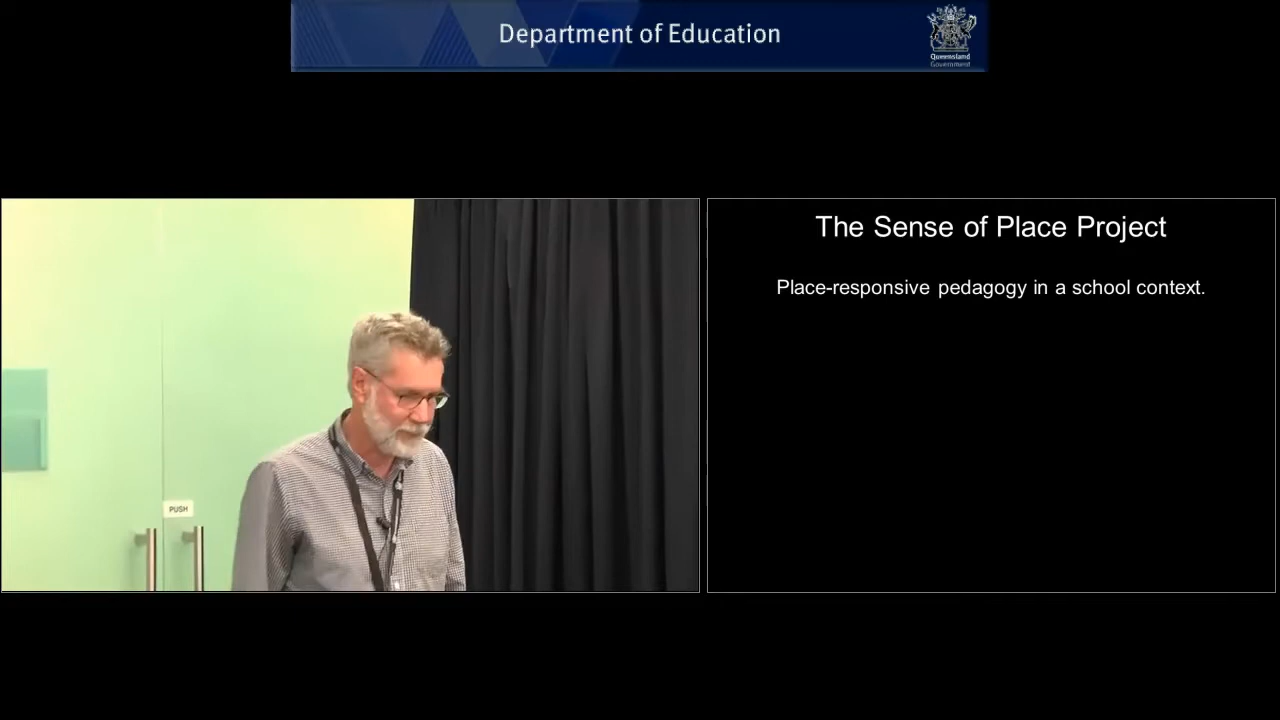 Department of Education
Queensland
Government
The Sense of Place Project
Place-responsive pedagogy in a school context.
PUSH